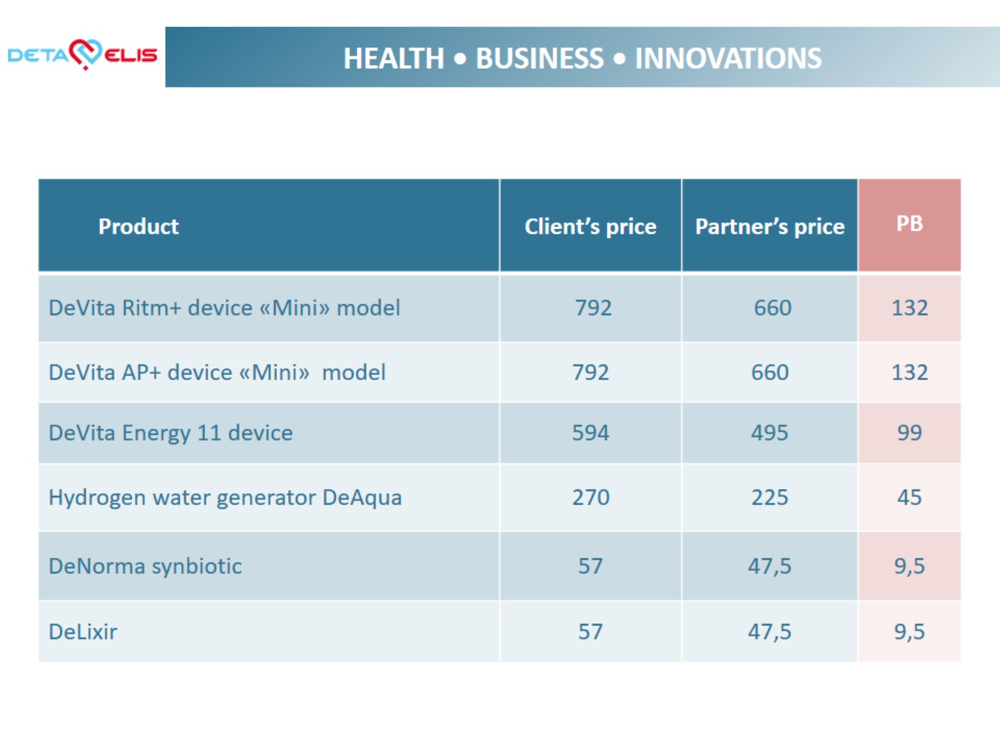 DETA ELIS
HEALTH • BUSINESS • INNOVATIONS
Product Client’s price Partner’s price PB
DeVita Ritm+ device «Mini» model 792 660 132
DeVita AP+ device «Mini»  model 792 660 132
DeVita Energy 11 device 594 495 99
Hydrogen water generator DeAqua 270 225 45
DeNorma synbiotic 57 47,5 9,5
DeLixir 57 47,5 9,5